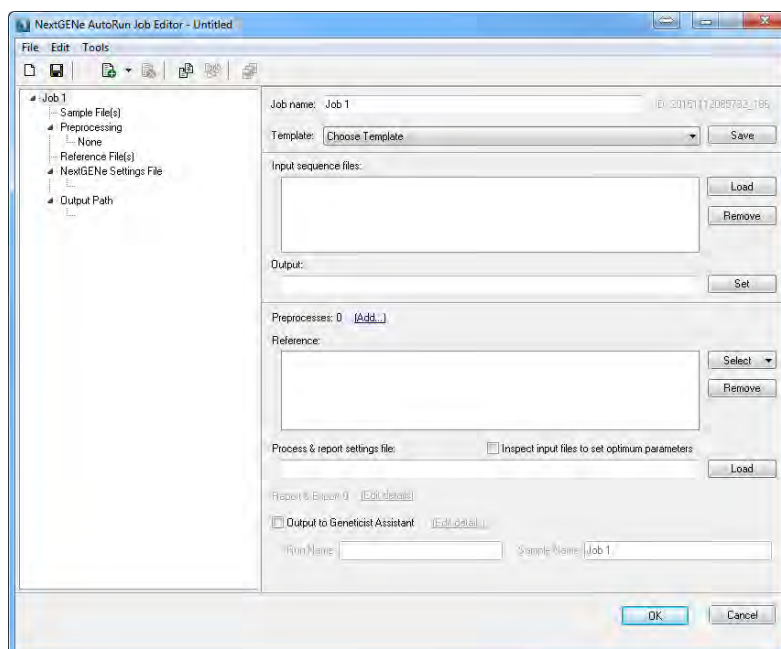 NextGENe AutoRun Job Editor - Untitled
File Edit Tools
Job 1
Sample File(s)
Preprocessing
None
Reference File(s)
NextGENe Settings File
...
Output Path
...
Job name: Job 1
Template: Choose Template Save
Input sequence files:
Load
Remove
Output:
Set
Preprocesses: 0 (Add...)
Reference:
Select
Remove
Process & report settings file: Inspect input files to set optimum parameters
Load
Report & Export 0 (Edit details)
Output to Geneticist Assistant (Edit detail...)
Run Name Sample Name Job 1
OK Cancel